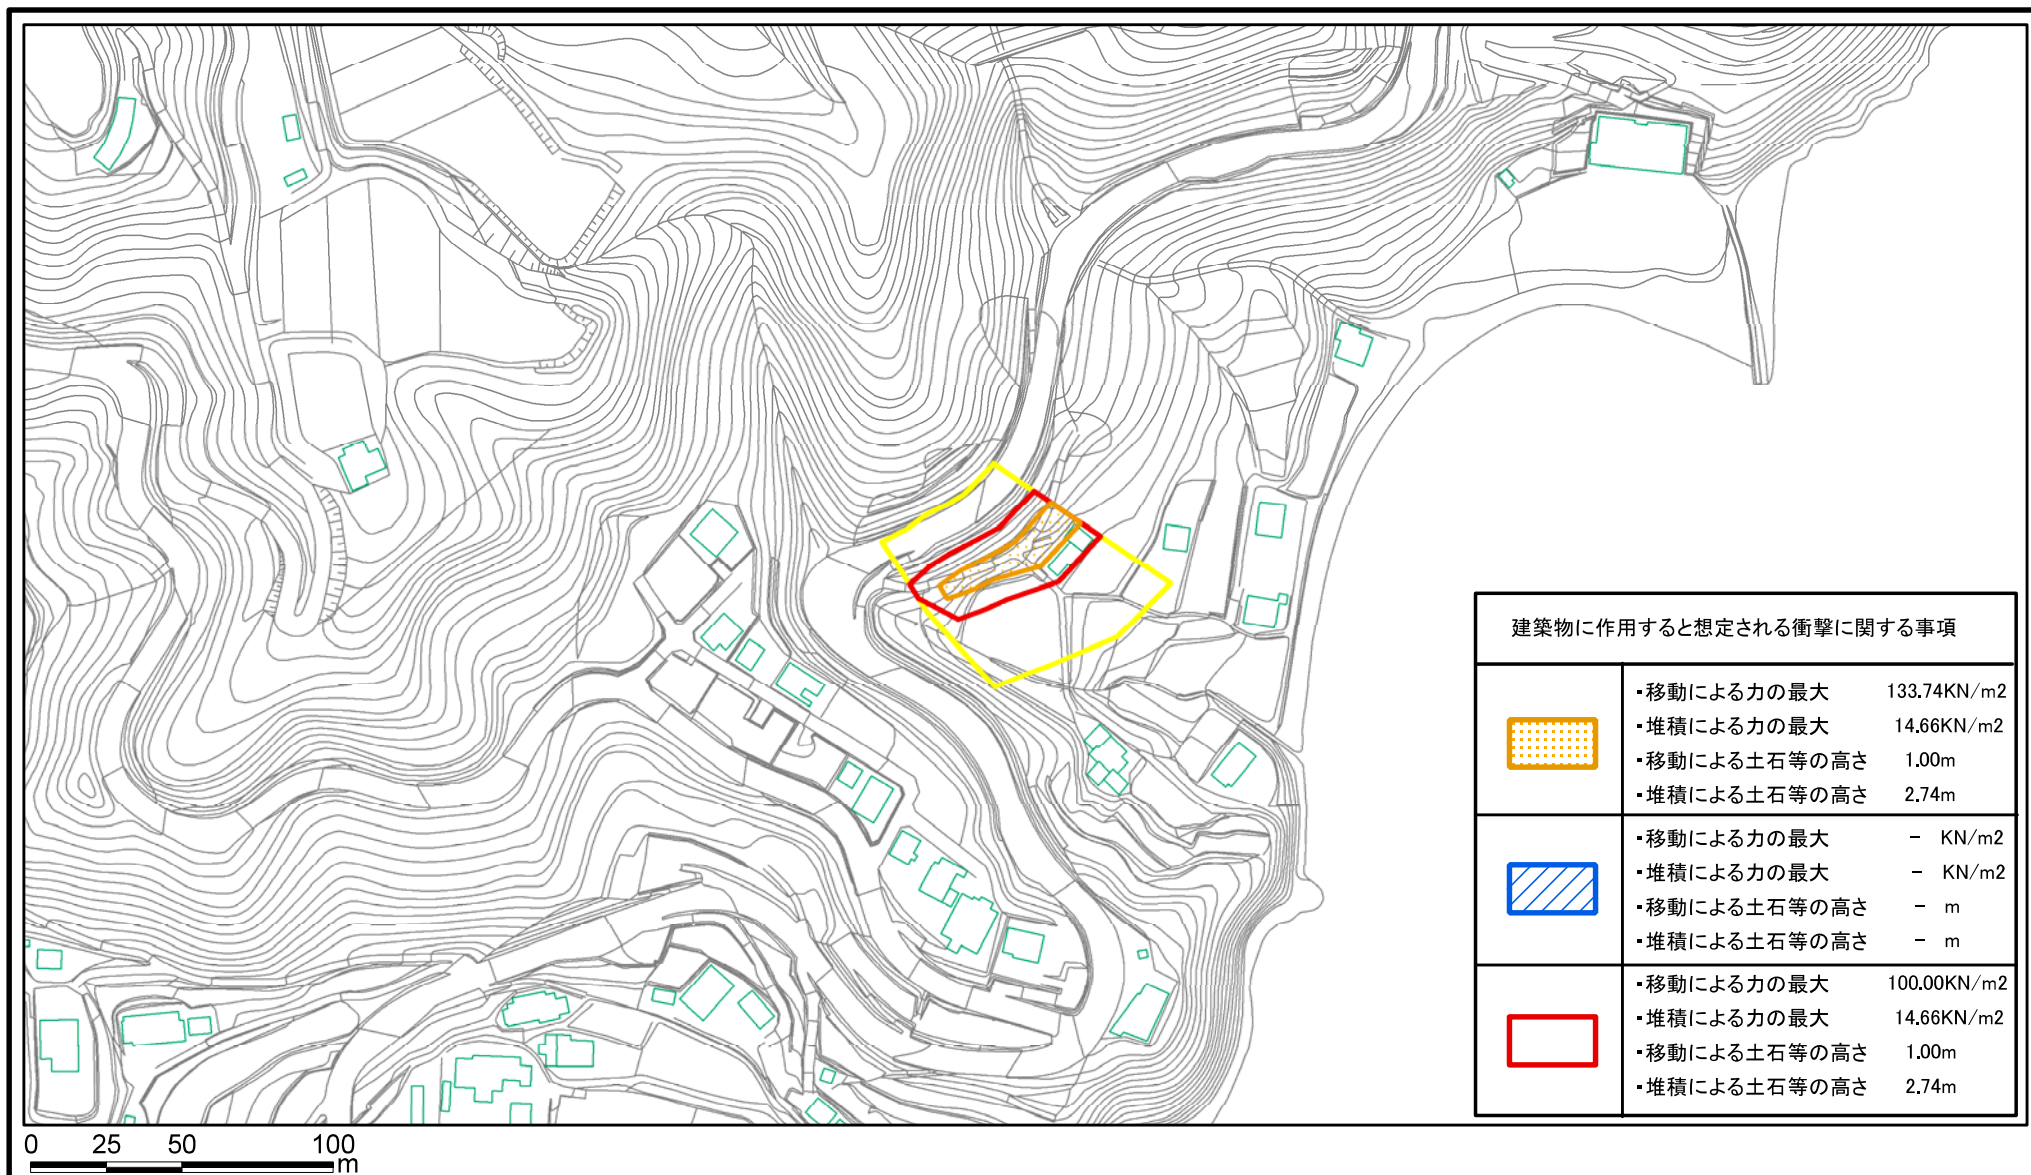 建築物に作用すると想定される衝撃に関する事項
・移動による力の最大 133.74KN/m2
・堆積による力の最大 14.66KN/m2
・移動による土石等の高さ 1.00m
・堆積による土石等の高さ 2.74m
・移動による力の最大 － KN/m2
・堆積による力の最大 － KN/m2
・移動による土石等の高さ － m
・堆積による土石等の高さ － m
・移動による力の最大 100.00KN/m2
・堆積による力の最大 14.66KN/m2
・移動による土石等の高さ 1.00m
・堆積による土石等の高さ 2.74m
0 25 50 100
m